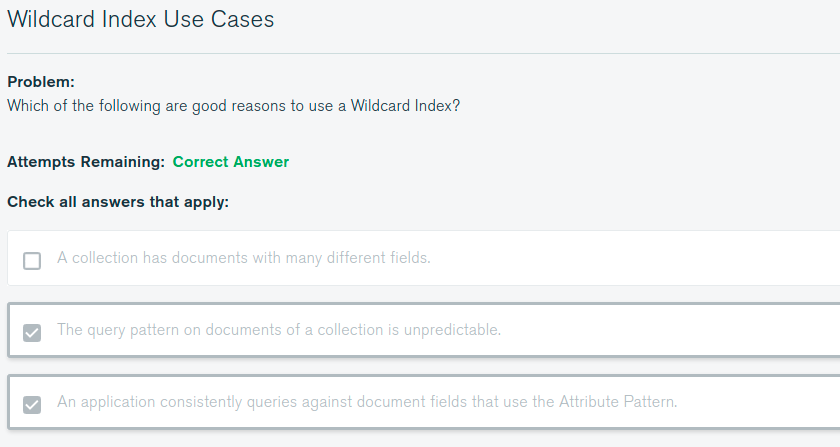 Wildcard Index Use Cases
Problem:
Which of the following are good reasons to use a Wildcard Index?
Attempts Remaining: Correct Answer
Check all answers that apply:
A collection has documents with many different fields.
The query pattern on documents of a collection is unpredictable.
An application consistently queries against document fields that use the Attribute Pattern.